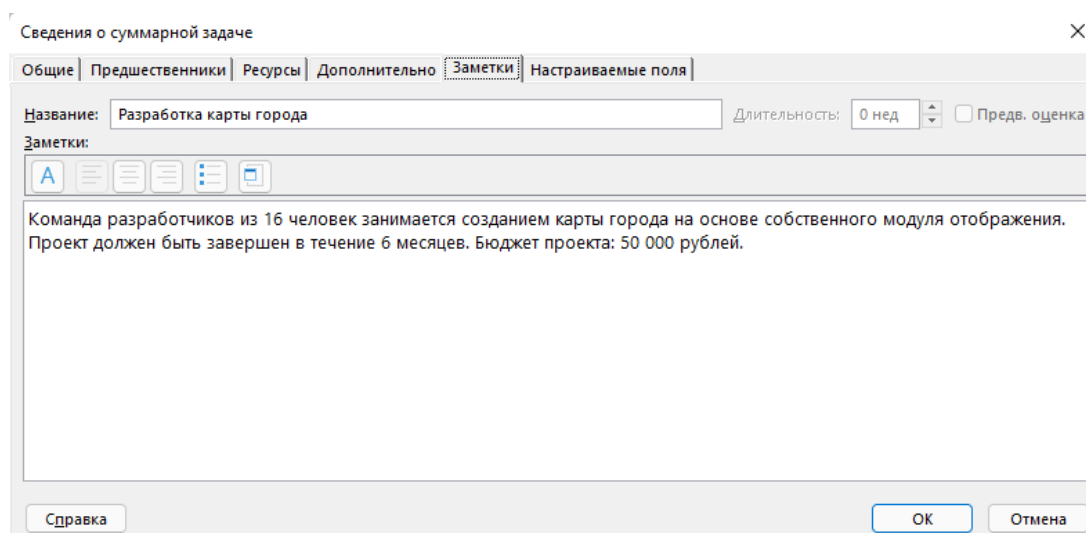 Сведения о суммарной задаче
Общие Предшественники Ресурсы Дополнительно Заметки Настраиваемые поля
Название: Разработка карты города Длительность: 0 нед Предв. оценка
Заметки:
A
Команда разработчиков из 16 человек занимается созданием карты города на основе собственного модуля отображения.
Проект должен быть завершен в течение 6 месяцев. Бюджет проекта: 50 000 рублей.
Справка ОК Отмена